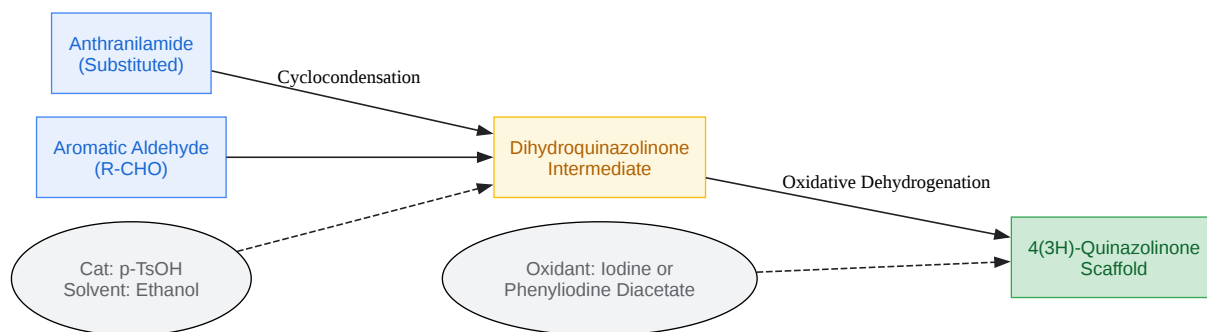 Anthranilamide
(Substituted)
Cyclocondensation
Aromatic Aldehyde
(R-CHO)
Dihydroquinazolinone
Intermediate
Oxidative Dehydrogenation
Cat: p-TsOH
Solvent: Ethanol
Oxidant: Iodine or
Phenyliodine Diacetate
4(3H)-Quinazolinone
Scaffold